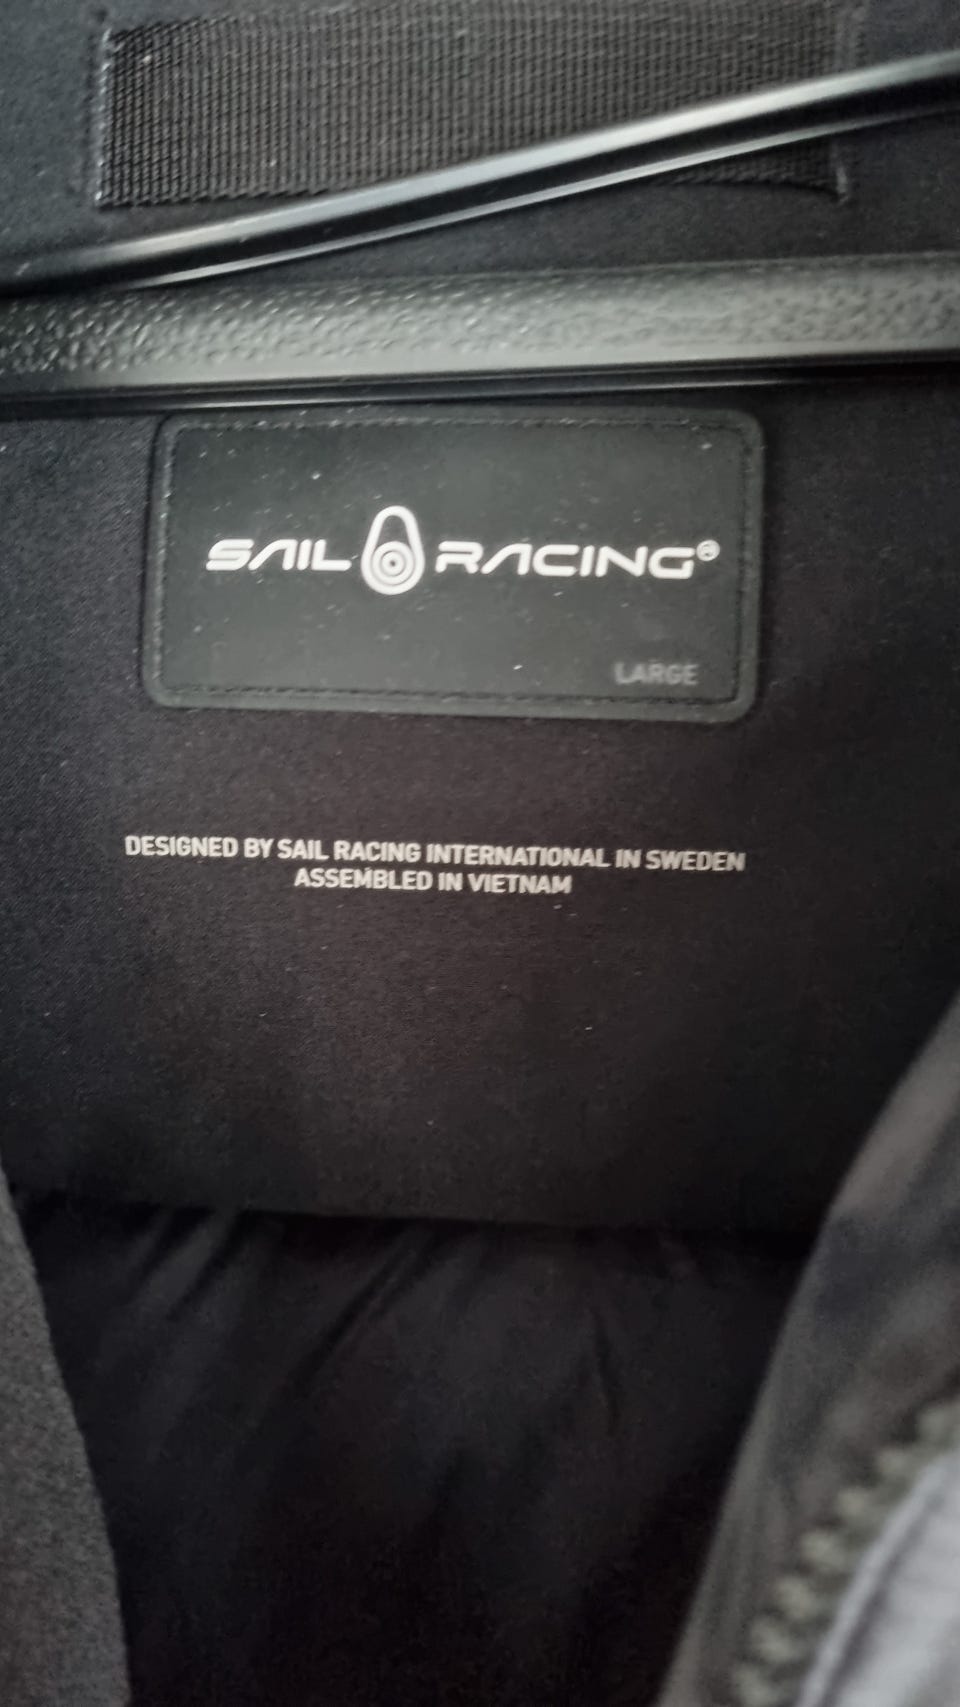 SAIL RACING®
LARGE
DESIGNED BY SAIL RACING INTERNATIONAL IN SWEDEN
ASSEMBLED IN VIETNAM